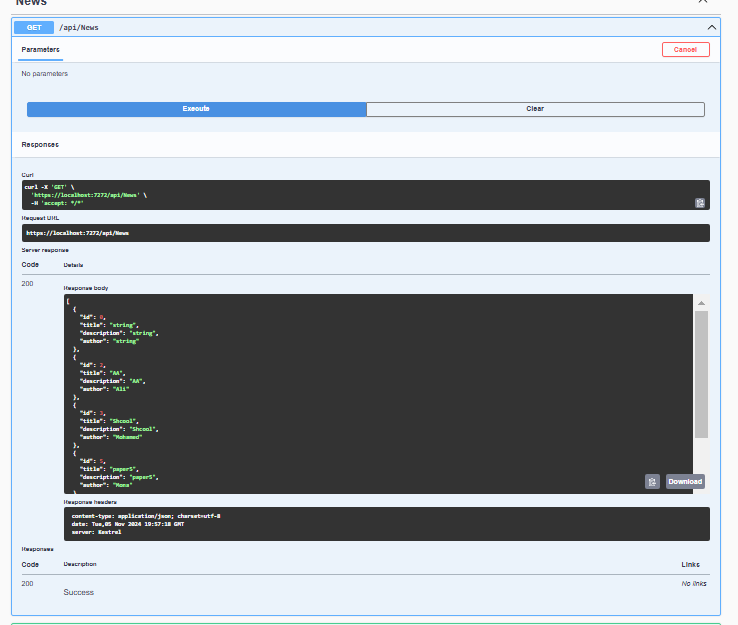 News
GET /api/News
Parameters
Cancel
No parameters
Execute
Clear
Responses
Curl
curl -X 'GET' \
'https://localhost:7272/api/News' \
-H 'accept: */*'
Request URL
https://localhost:7272/api/News
Server response
Code Details
200
Response body
[
{
"id": 0,
"title": "string",
"description": "string",
"author": "string"
},
{
"id": 2,
"title": "AA",
"description": "AA",
"author": "Ali"
},
{
"id": 3,
"title": "Shcool",
"description": "Shcool",
"author": "Mohamed"
},
{
"id": 5,
"title": "paper5",
"description": "paper5",
"author": "Mona"
}
Download
Response headers
content-type: application/json; charset=utf-8
date: Tue,05 Nov 2024 19:57:18 GMT
server: Kestrel
Responses
Code Description Links
200 No links
Success